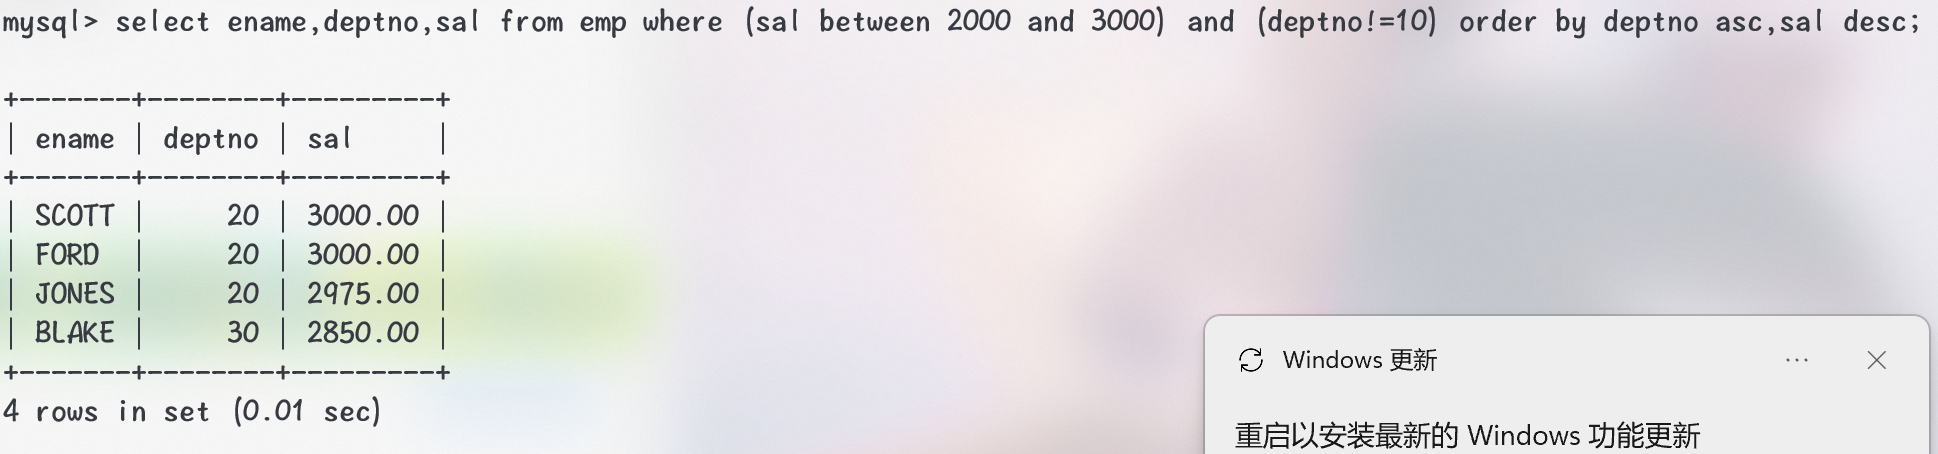 mysql> select ename,deptno,sal from emp where (sal between 2000 and 3000) and (deptno!=10) order by deptno asc,sal desc;
+-------+--------+---------+
| ename | deptno | sal     |
+-------+--------+---------+
| SCOTT |     20 | 3000.00 |
| FORD  |     20 | 3000.00 |
| JONES |     20 | 2975.00 |
| BLAKE |     30 | 2850.00 |
+-------+--------+---------+
4 rows in set (0.01 sec)
Windows 更新
重启以安装最新的 Windows 功能更新